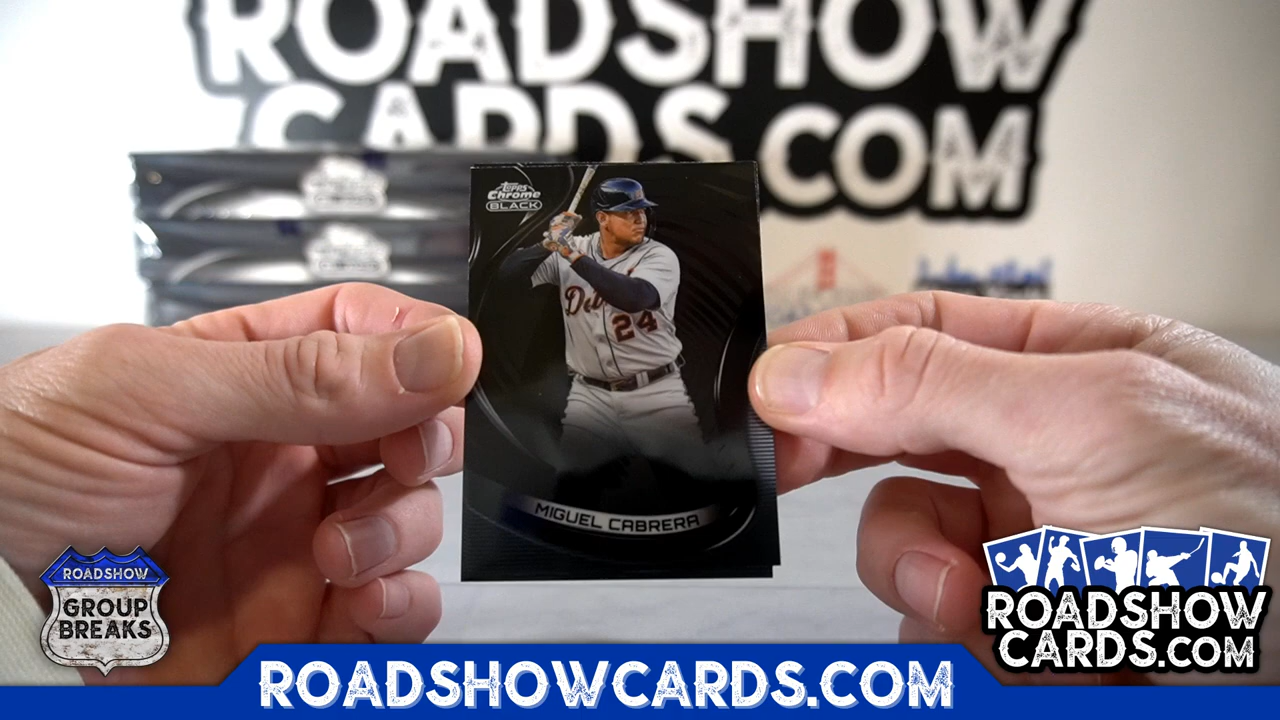 ROADSHOW
CARDS.COM
Topps
Chrome
BLACK
Detroit
24
MIGUEL CABRERA
ROADSHOW
GROUP
BREAKS
ROADSHOW
CARDS.COM
ROADSHOWCARDS.COM